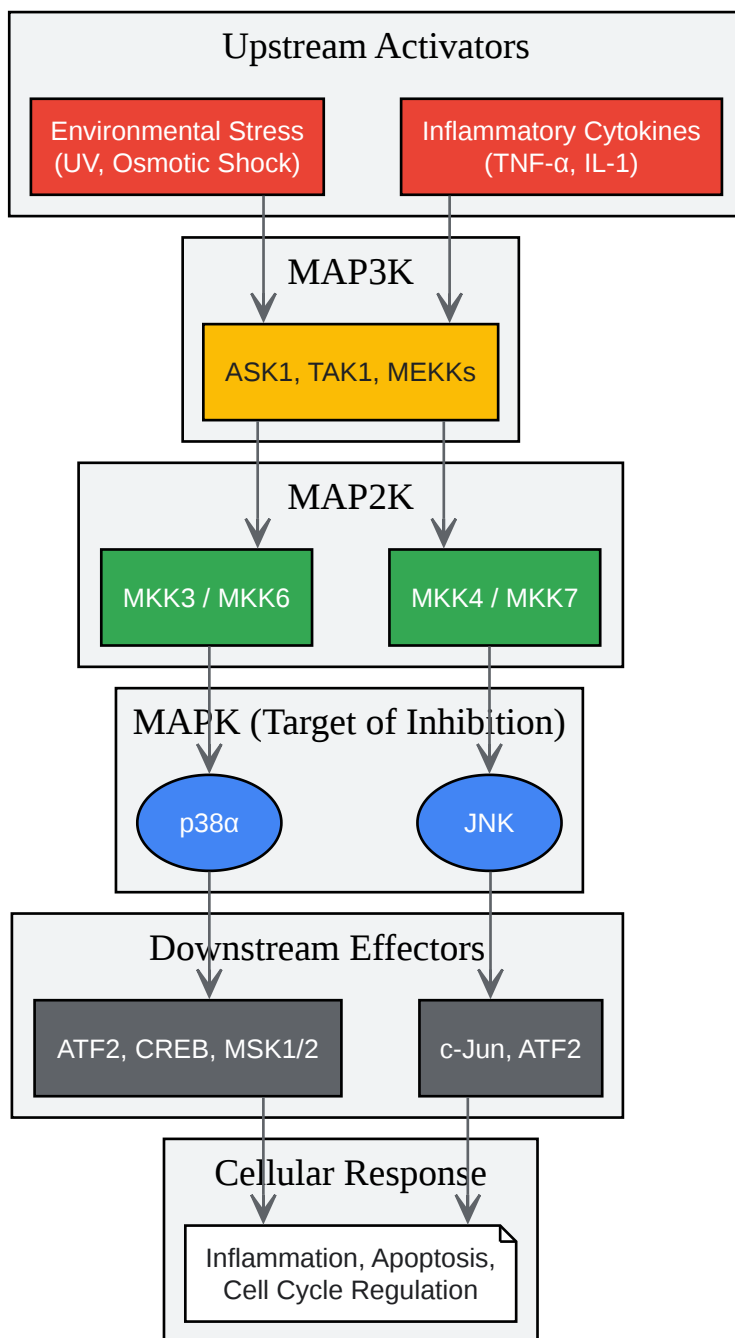 Upstream Activators
Environmental Stress
(UV, Osmotic Shock)
Inflammatory Cytokines
(TNF-α, IL-1)
MAP3K
ASK1, TAK1, MEKKs
MAP2K
MKK3 / MKK6
MKK4 / MKK7
MAPK (Target of Inhibition)
p38α
JNK
Downstream Effectors
ATF2, CREB, MSK1/2
c-Jun, ATF2
Cellular Response
Inflammation, Apoptosis,
Cell Cycle Regulation